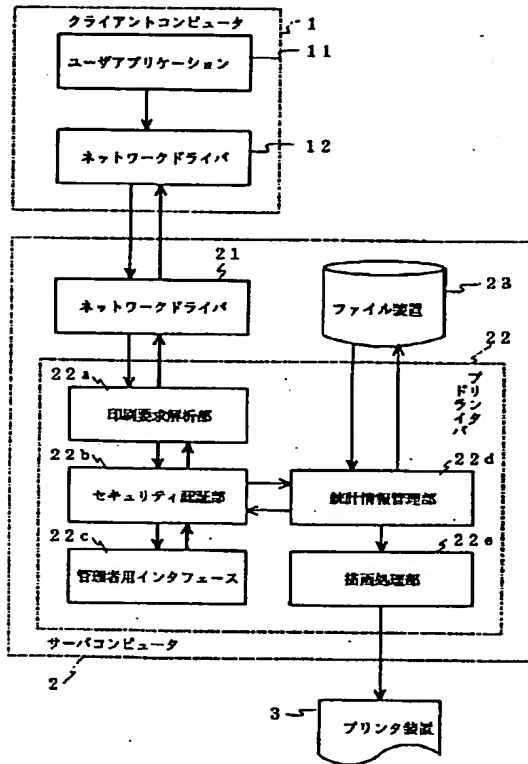 クライアントコンピュータ
1
ユーザアプリケーション
11
ネットワークドライバ
12
21
ネットワークドライバ
23
ファイル装置
22
プリンタドライバ
22a
印刷要求解析部
22b
セキュリティ認証部
22d
統計情報管理部
22c
管理者用インタフェース
22e
描画処理部
サーバコンピュータ
2
3
プリンタ装置